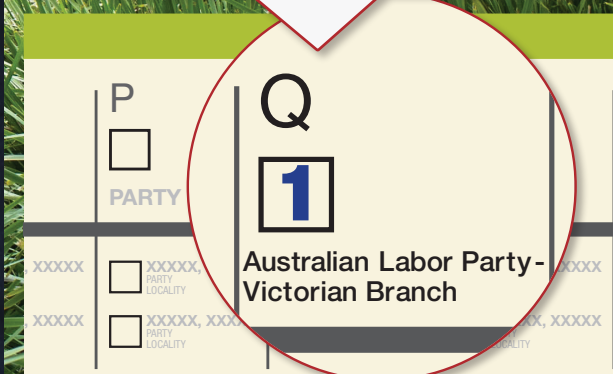 P
Q
1
PARTY
Australian Labor Party -
Victorian Branch
XXXXX
XXXXX,
PARTY
LOCALITY
XXXX
, XXXXX
XXXXX, XXX
PARTY
LOCALITY
XX, XXXXX
LOCALITY